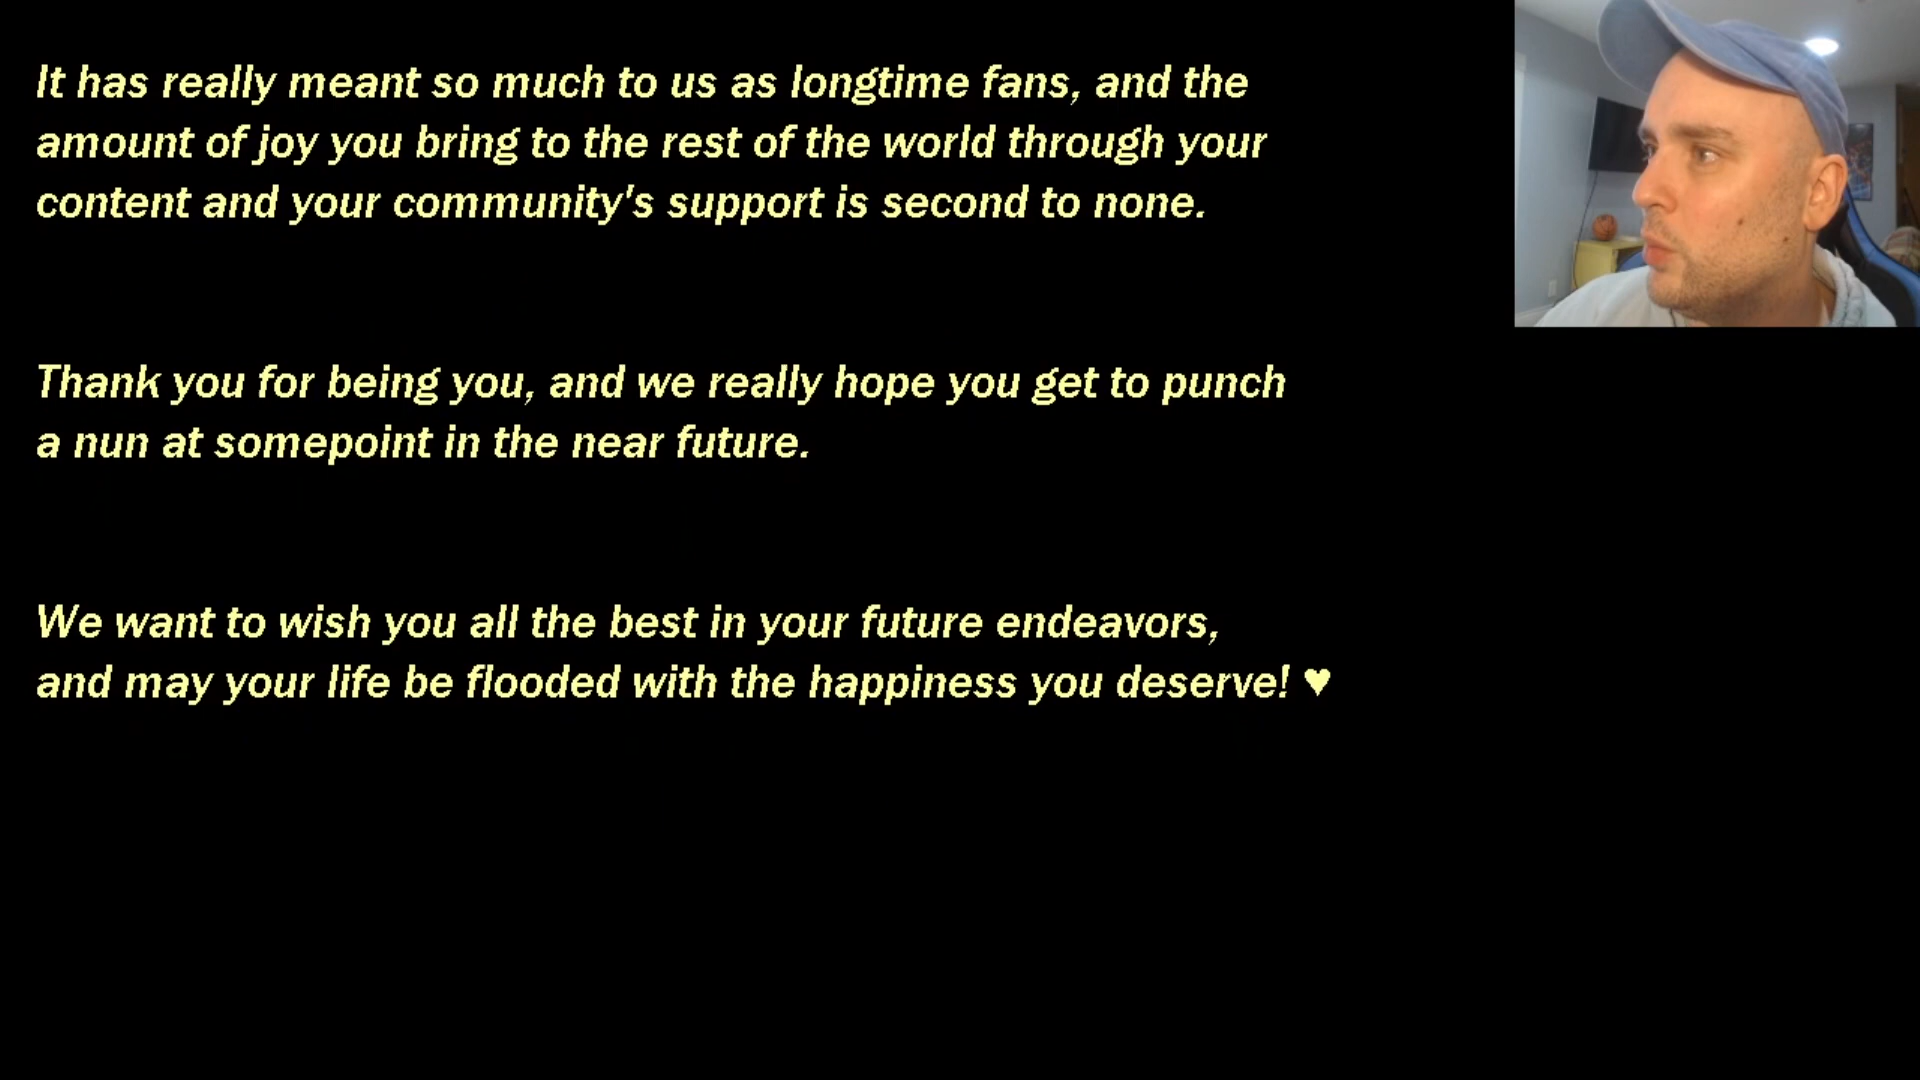 It has really meant so much to us as longtime fans, and the
amount of joy you bring to the rest of the world through your
content and your community's support is second to none.
Thank you for being you, and we really hope you get to punch
a nun at somepoint in the near future.
We want to wish you all the best in your future endeavors,
and may your life be flooded with the happiness you deserve! ♥